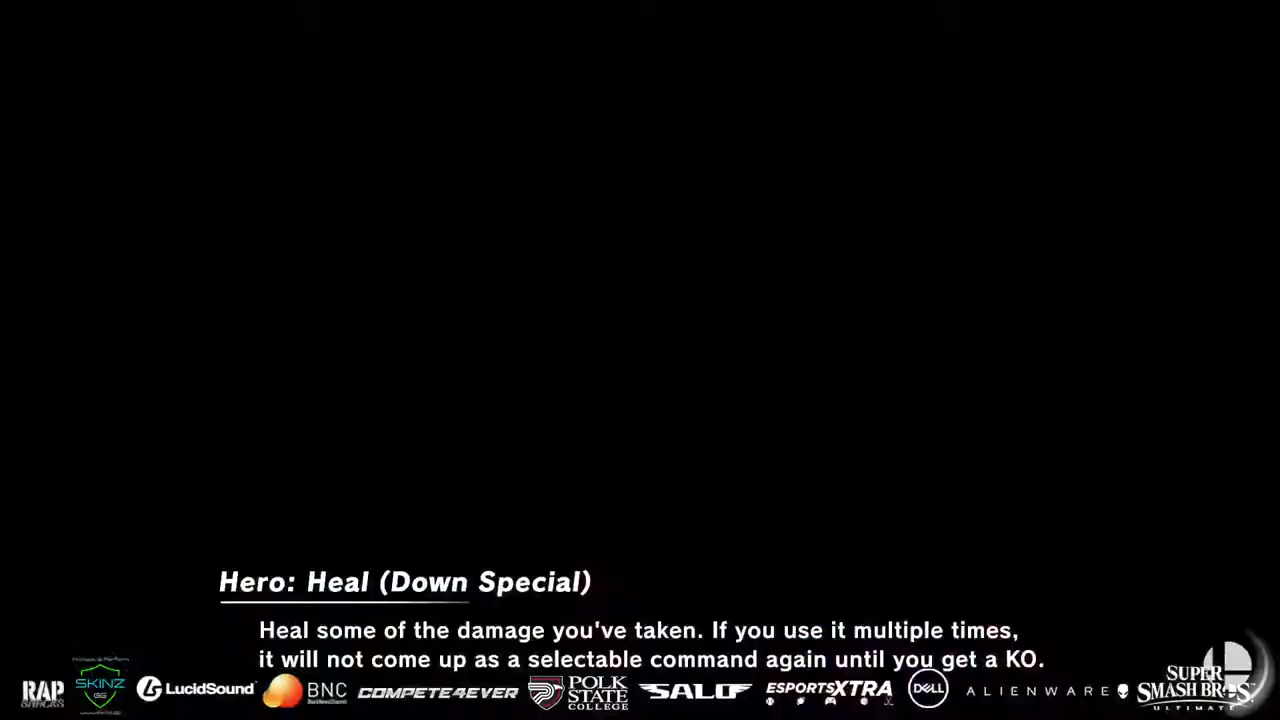 Hero: Heal (Down Special)
Heal some of the damage you've taken. If you use it multiple times,
it will not come up as a selectable command again until you get a KO.
RAP
SKINZ
GG
LucidSound
BNC
COMPETE4EVER
POLK
STATE
COLLEGE
SALOF
ESPORTSXTRA
DELL
ALIENWARE
SUPER
SMASH BROS.
ULTIMATE